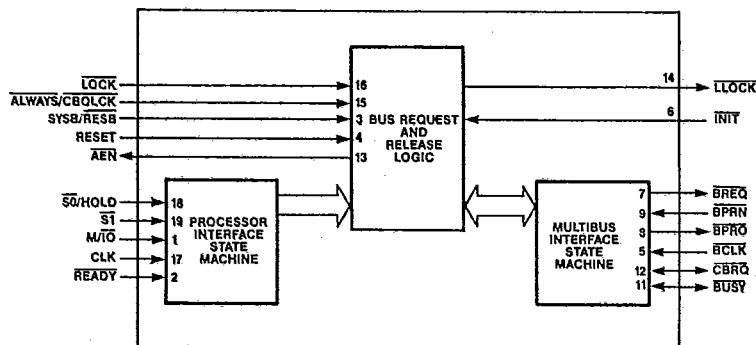 LOCK 16
ALWAYS/CBQLCK 15
SYSB/RESB 3
RESET 4
AEN 13
BUS REQUEST
AND
RELEASE
LOGIC
14 LLOCK
6 INIT
S0/HOLD 18
S1 19
M/IO 1
CLK 17
READY 2
PROCESSOR
INTERFACE
STATE
MACHINE
MULTIBUS
INTERFACE
STATE
MACHINE
7 BREQ
9 BPRN
8 BPRO
5 BCLK
12 CBRQ
11 BUSY